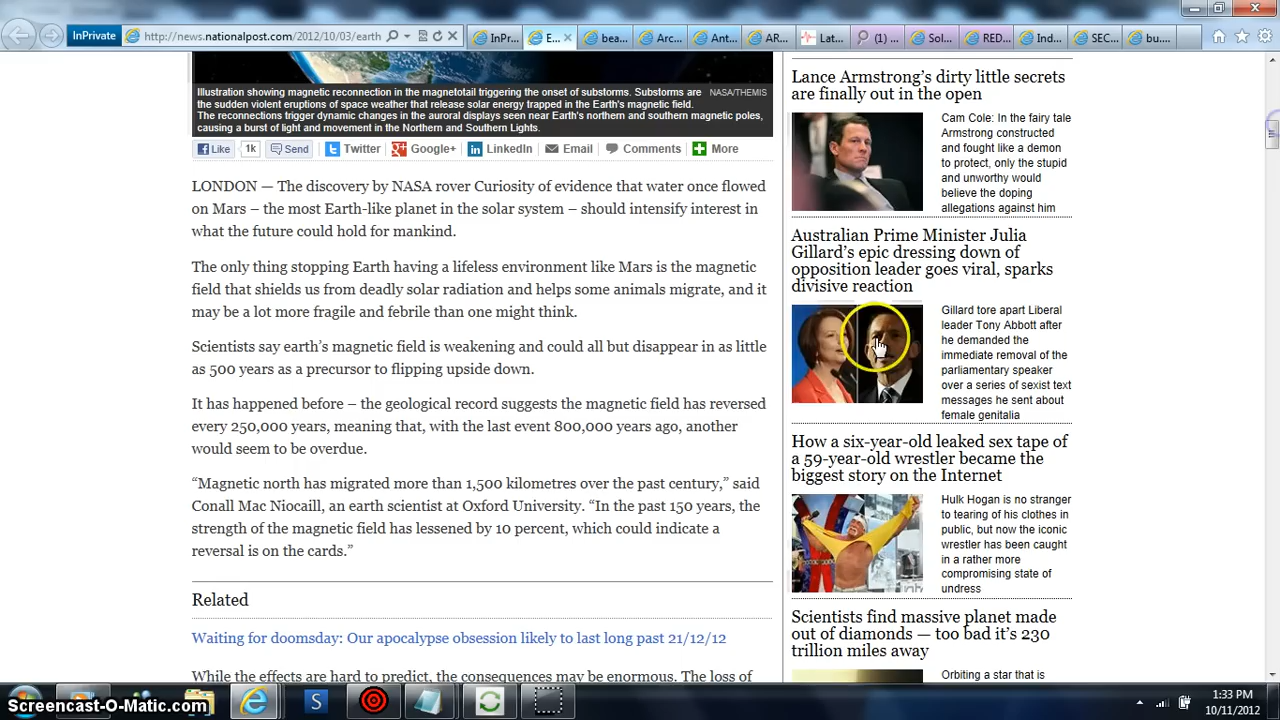 InPrivate
http://news.nationalpost.com/2012/10/03/earth
InPr...
E...
bea...
Arc...
Ant...
AR...
Lat...
(1) ...
Sol...
RED...
Ind...
SEC...
bu...
Illustration showing magnetic reconnection in the magnetotail triggering the onset of substorms. Substorms are
NASA/THEMIS
the sudden violent eruptions of space weather that release solar energy trapped in the Earth's magnetic field.
The reconnections trigger dynamic changes in the auroral displays seen near Earth's northern and southern magnetic poles,
causing a burst of light and movement in the Northern and Southern Lights.
Like 1k Send Twitter Google+ LinkedIn Email Comments More
LONDON — The discovery by NASA rover Curiosity of evidence that water once flowed
on Mars – the most Earth-like planet in the solar system – should intensify interest in
what the future could hold for mankind.
The only thing stopping Earth having a lifeless environment like Mars is the magnetic
field that shields us from deadly solar radiation and helps some animals migrate, and it
may be a lot more fragile and febrile than one might think.
Scientists say earth's magnetic field is weakening and could all but disappear in as little
as 500 years as a precursor to flipping upside down.
It has happened before – the geological record suggests the magnetic field has reversed
every 250,000 years, meaning that, with the last event 800,000 years ago, another
would seem to be overdue.
“Magnetic north has migrated more than 1,500 kilometres over the past century,” said
Conall Mac Niocaill, an earth scientist at Oxford University. “In the past 150 years, the
strength of the magnetic field has lessened by 10 percent, which could indicate a
reversal is on the cards.”
Related
Waiting for doomsday: Our apocalypse obsession likely to last long past 21/12/12
While the effects are hard to predict, the consequences may be enormous. The loss of
Lance Armstrong's dirty little secrets
are finally out in the open
Cam Cole: In the fairy tale
Armstrong constructed
and fought like a demon
to protect, only the stupid
and unworthy would
believe the doping
allegations against him
Australian Prime Minister Julia
Gillard's epic dressing down of
opposition leader goes viral, sparks
divisive reaction
Gillard tore apart Liberal
leader Tony Abbott after
he demanded the
immediate removal of the
parliamentary speaker
over a series of sexist text
messages he sent about
female genitalia
How a six-year-old leaked sex tape of
a 59-year-old wrestler became the
biggest story on the Internet
Hulk Hogan is no stranger
to tearing of his clothes in
public, but now the iconic
wrestler has been caught
in a rather more
compromising state of
undress
Scientists find massive planet made
out of diamonds — too bad it's 230
trillion miles away
Orbiting a star that is
S
1:33 PM
10/11/2012
Screencast-O-Matic.com